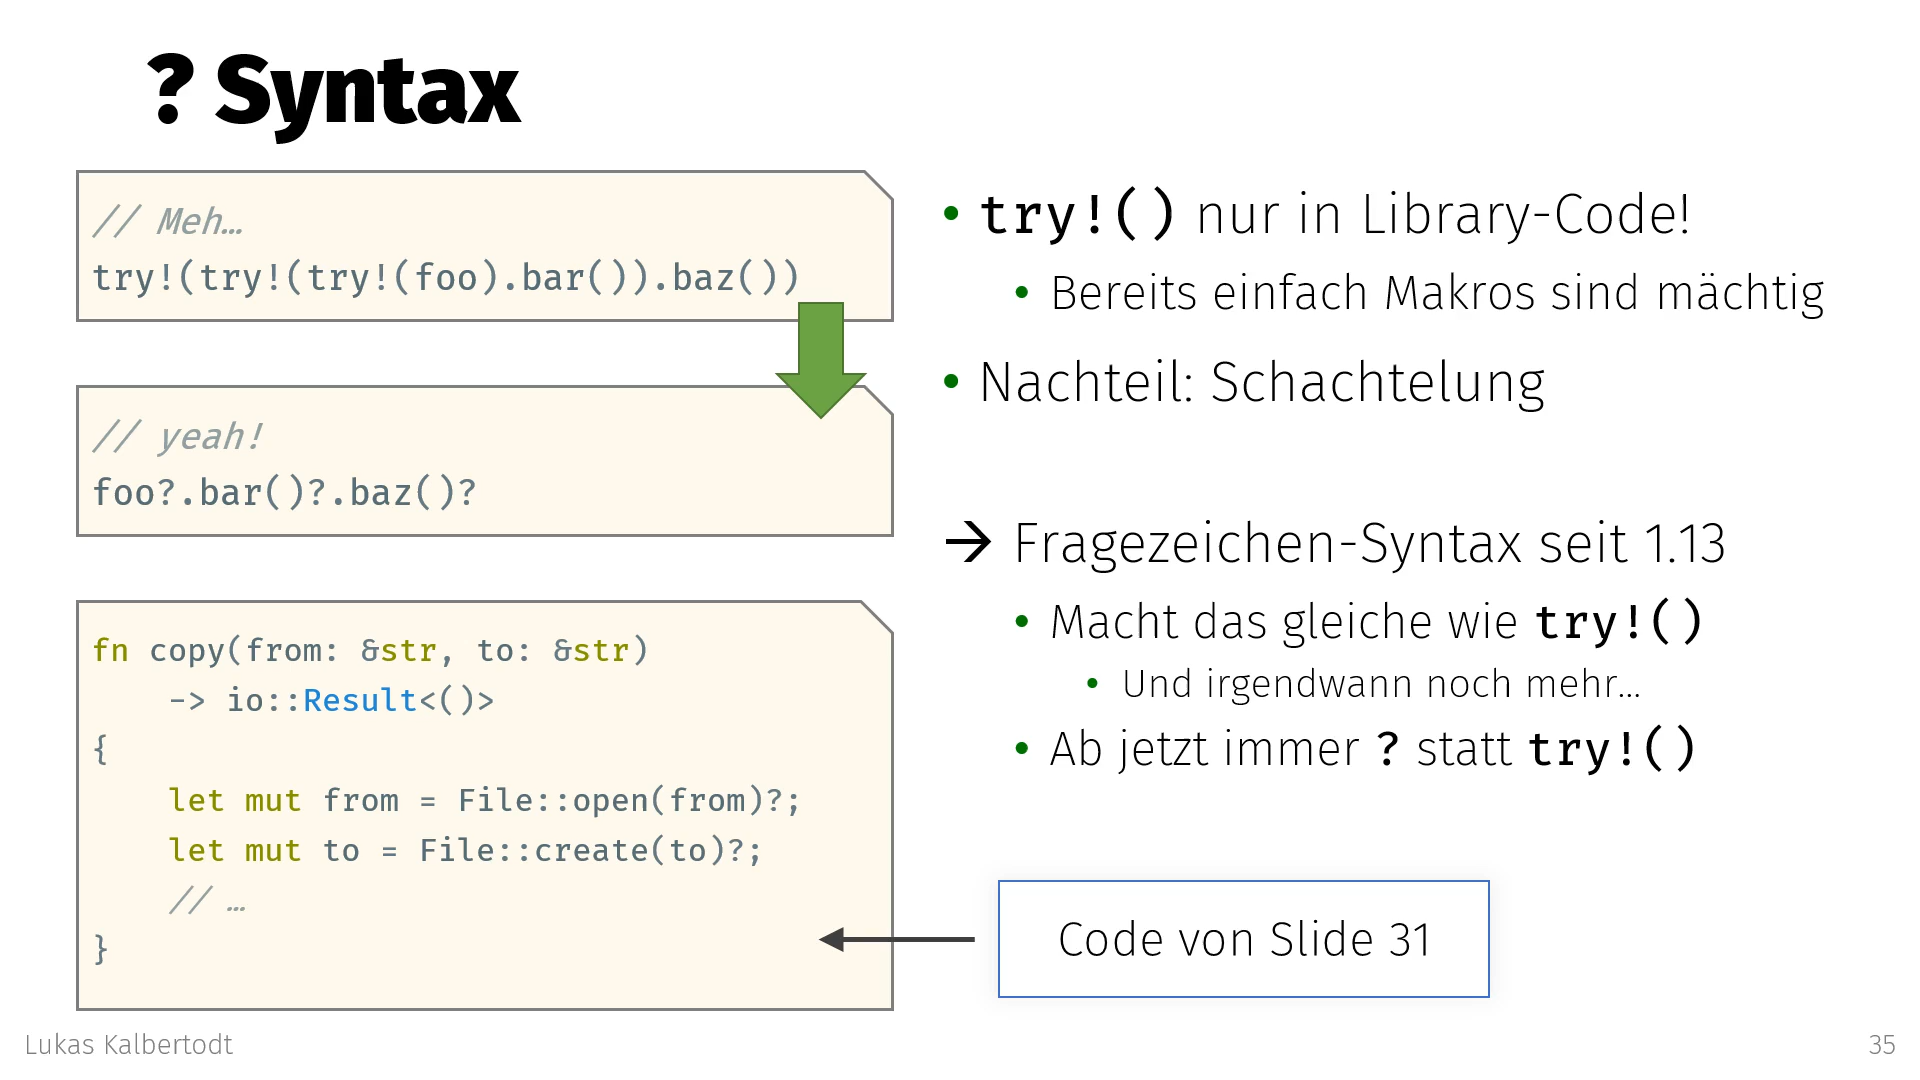 ? Syntax
// Meh…
try!(try!(try!(foo).bar()).baz())
// yeah!
foo?.bar()?.baz()?
fn copy(from: &str, to: &str)
    -> io::Result<()>
{
    let mut from = File::open(from)?;
    let mut to = File::create(to)?;
    // …
}
• try!() nur in Library-Code!
• Bereits einfach Makros sind mächtig
• Nachteil: Schachtelung
→ Fragezeichen-Syntax seit 1.13
• Macht das gleiche wie try!()
• Und irgendwann noch mehr…
• Ab jetzt immer ? statt try!()
Code von Slide 31
Lukas Kalbertodt
35